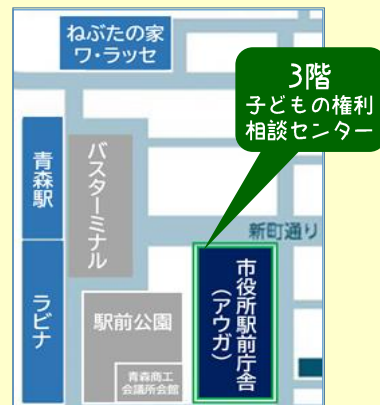 ねぶたの家
ワ・ラッセ
3階
子どもの権利
相談センター
青森駅
バスターミナル
新町通り
ラビナ
駅前公園
市役所駅前庁舎
（アウガ）
青森商工
会議所会館